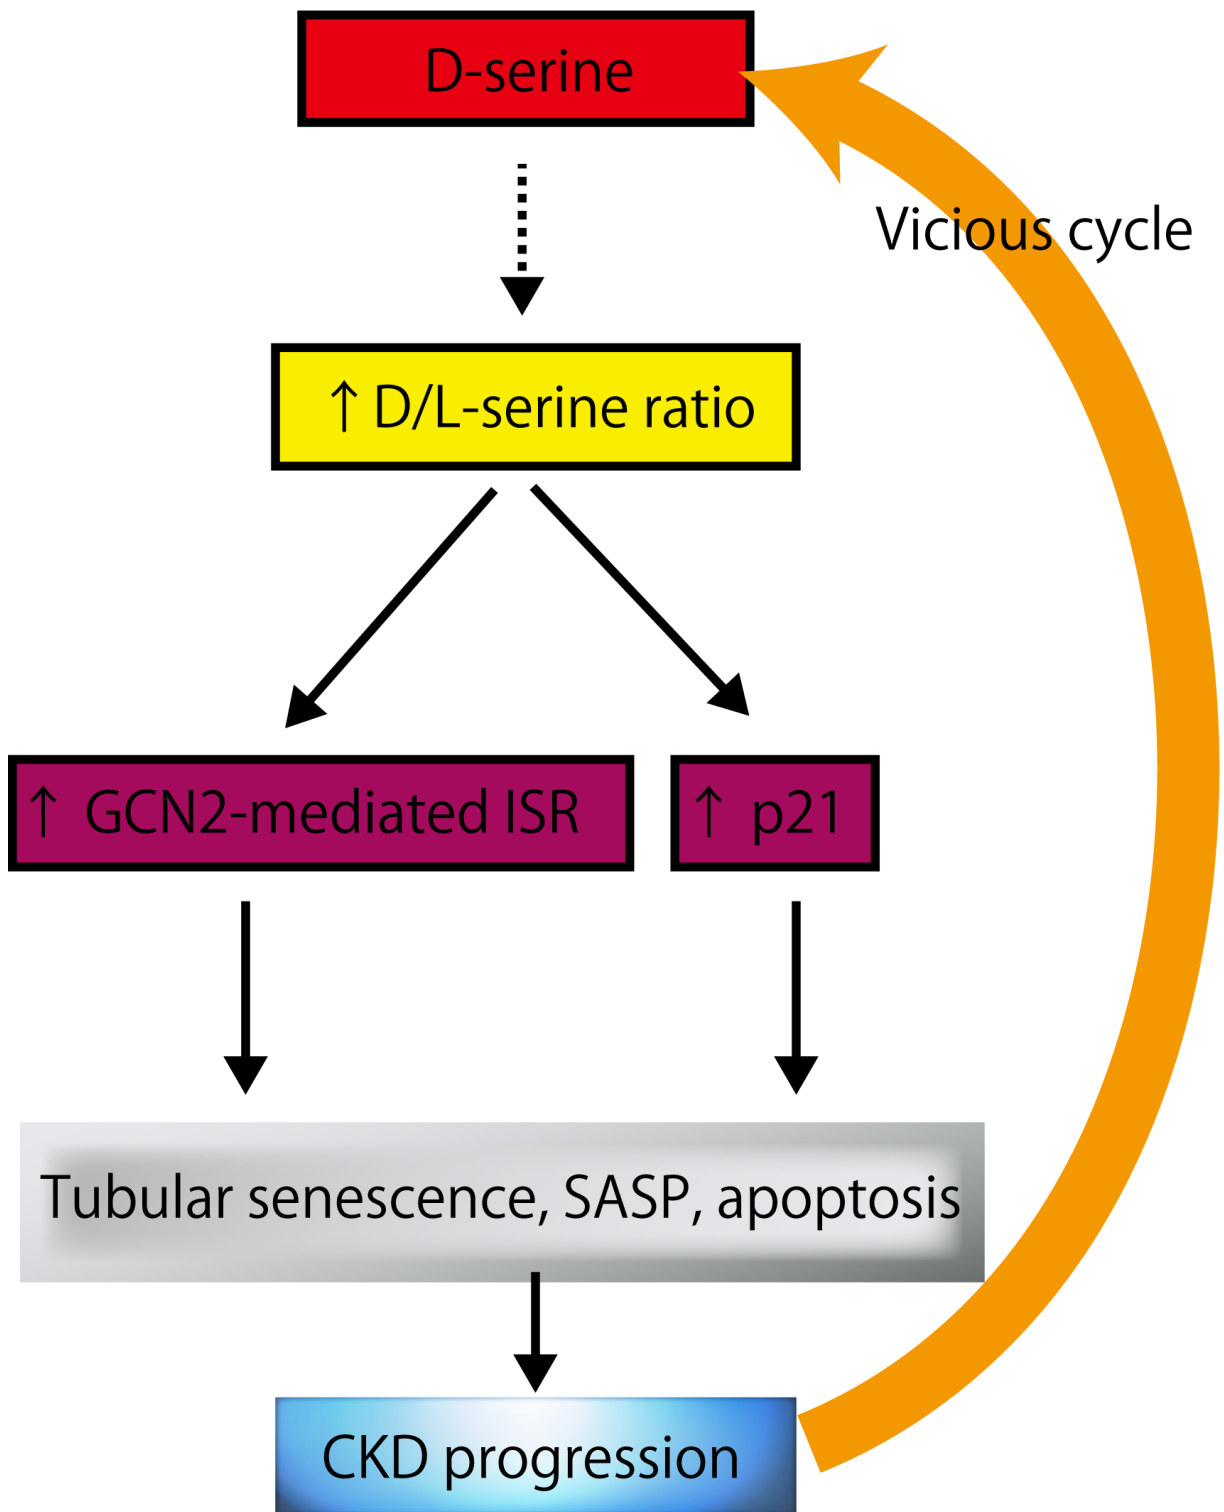 D-serine
Vicious cycle
↑ D/L-serine ratio
↑ GCN2-mediated ISR
↑ p21
Tubular senescence, SASP, apoptosis
CKD progression